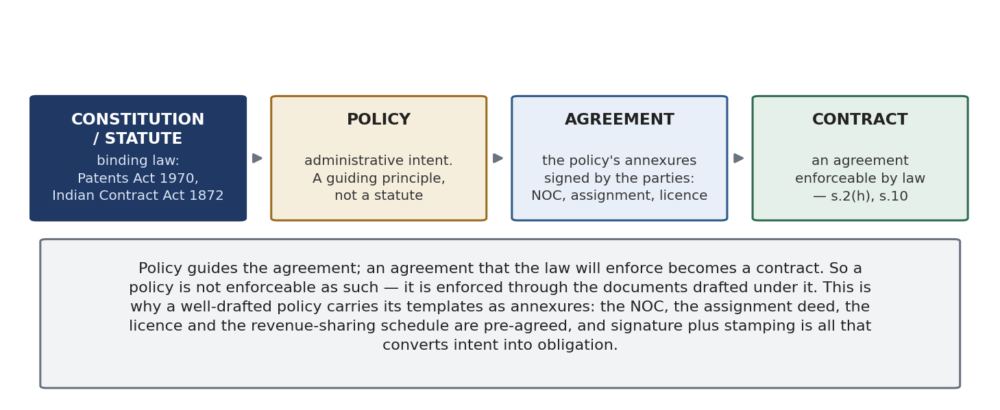 CONSTITUTION
/ STATUTE
binding law:
Patents Act 1970,
Indian Contract Act 1872
POLICY
administrative intent.
A guiding principle,
not a statute
AGREEMENT
the policy's annexures
signed by the parties:
NOC, assignment, licence
CONTRACT
an agreement
enforceable by law
— s.2(h), s.10
Policy guides the agreement; an agreement that the law will enforce becomes a contract. So a
policy is not enforceable as such — it is enforced through the documents drafted under it. This is
why a well-drafted policy carries its templates as annexures: the NOC, the assignment deed, the
licence and the revenue-sharing schedule are pre-agreed, and signature plus stamping is all that
converts intent into obligation.